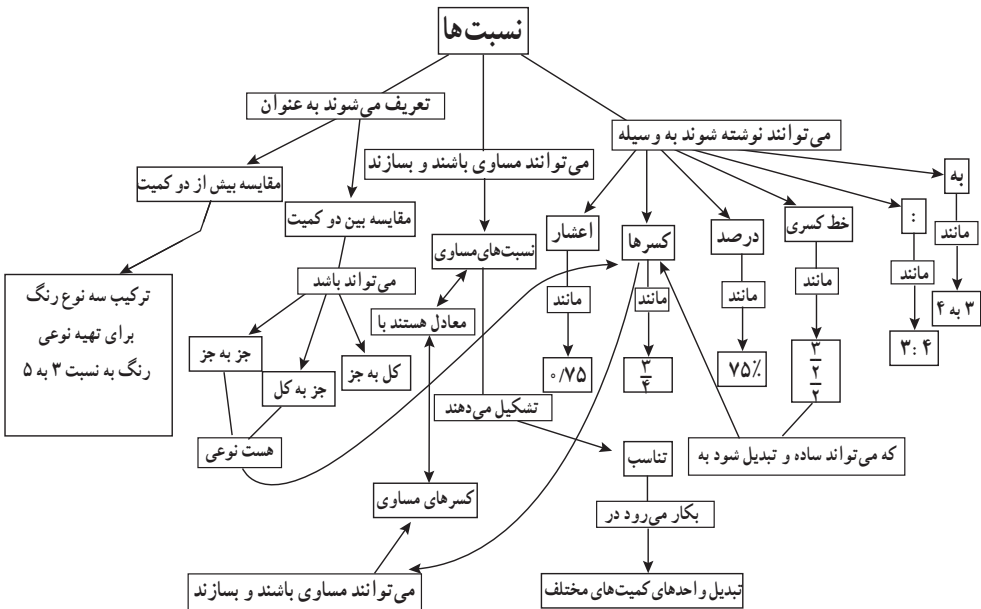 نسبت‌ها
تعریف می‌شوند به عنوان
می‌توانند نوشته شوند به وسیله
می‌توانند مساوی باشند و بسازند
به
مقایسه بیش از دو کمیت
مقایسه بین دو کمیت
:
خط کسری
درصد
کسرها
اعشار
مانند
نسبت‌های مساوی
می‌تواند باشد
مانند
مانند
مانند
مانند
مانند
ترکیب سه نوع رنگ
برای تهیه نوعی
رنگ به نسبت ۳ به ۵
۳ به ۴
معادل هستند با
۳:۴
جز به جز
کل به جز
جز به کل
۰/۷۵
۳
۴
۷۵٪
۳
۲
۲
تشکیل می‌دهند
هست نوعی
تناسب
که می‌تواند ساده و تبدیل شود به
کسرهای مساوی
بکار می‌رود در
می‌توانند مساوی باشند و بسازند
تبدیل واحدهای کمیت‌های مختلف